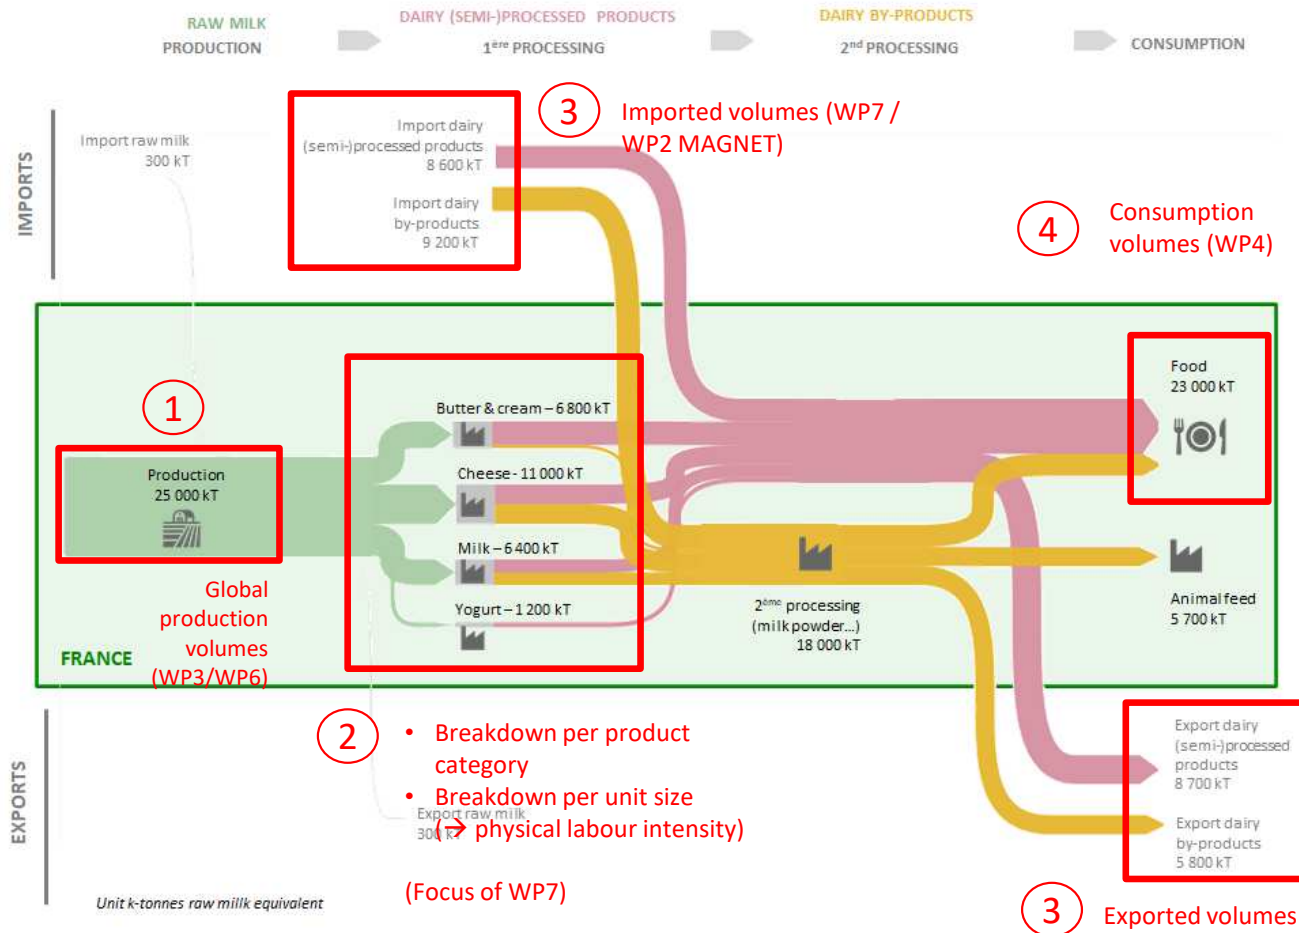 RAW MILK
PRODUCTION
DAIRY (SEMI-)PROCESSED PRODUCTS
1ère PROCESSING
DAIRY BY-PRODUCTS
2nd PROCESSING
CONSUMPTION
IMPORTS
Import raw milk
300 kT
Import dairy
(semi-)processed products
8 600 kT
Import dairy
by-products
9 200 kT
3
Imported volumes (WP7 /
WP2 MAGNET)
4
Consumption
volumes (WP4)
1
Production
25 000 kT
Global
production
volumes
(WP3/WP6)
FRANCE
Butter & cream – 6 800 kT
Cheese - 11 000 kT
Milk – 6 400 kT
Yogurt – 1 200 kT
2ème processing
(milk powder...)
18 000 kT
Food
23 000 kT
Animal feed
5 700 kT
EXPORTS
2
• Breakdown per product
category
• Breakdown per unit size
(→ physical labour intensity)
(Focus of WP7)
Export raw milk
300 kT
Export dairy
(semi-)processed
products
8 700 kT
Export dairy
by-products
5 800 kT
3
Exported volumes
Unit k-tonnes raw millk equivalent